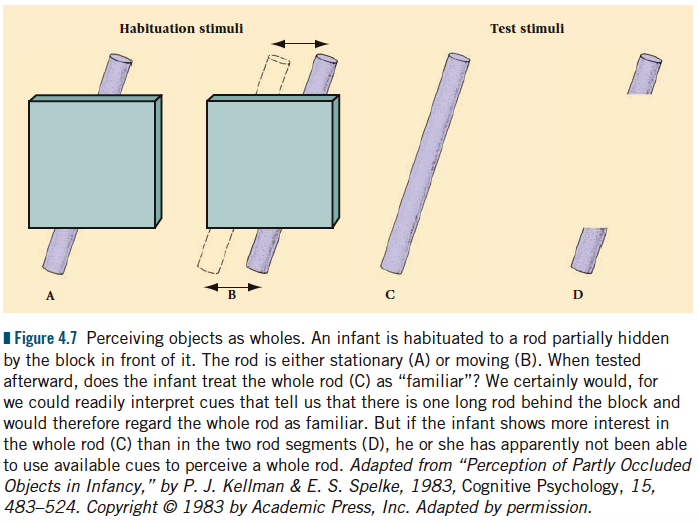 Habituation stimuli
Test stimuli
A
B
C
D
Figure 4.7 Perceiving objects as wholes. An infant is habituated to a rod partially hidden
by the block in front of it. The rod is either stationary (A) or moving (B). When tested
afterward, does the infant treat the whole rod (C) as “familiar”? We certainly would, for
we could readily interpret cues that tell us that there is one long rod behind the block and
would therefore regard the whole rod as familiar. But if the infant shows more interest in
the whole rod (C) than in the two rod segments (D), he or she has apparently not been able
to use available cues to perceive a whole rod. Adapted from “Perception of Partly Occluded
Objects in Infancy,” by P. J. Kellman & E. S. Spelke, 1983, Cognitive Psychology, 15,
483–524. Copyright © 1983 by Academic Press, Inc. Adapted by permission.